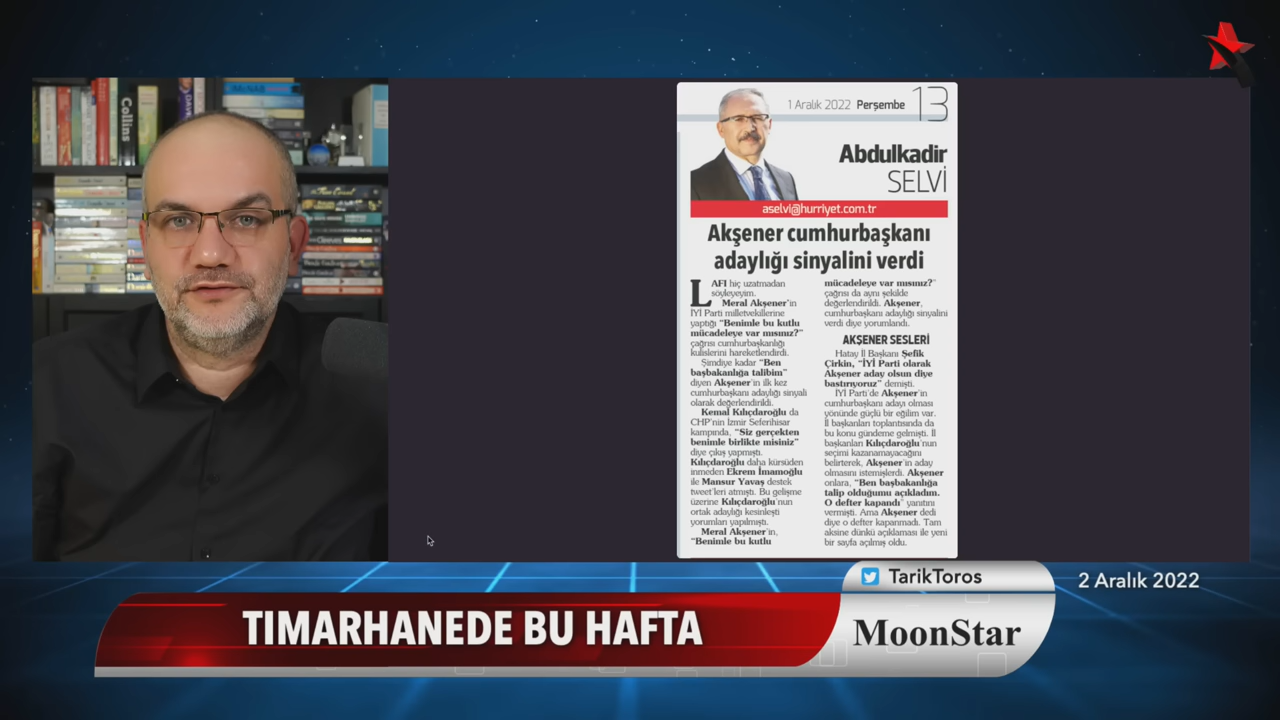 1 Aralık 2022 Perşembe 13
Abdulkadir
SELVİ
aselvi@hurriyet.com.tr
Akşener cumhurbaşkanı
adaylığı sinyalini verdi
LAFI hiç uzatmadan
söyleyeyim.
Meral Akşener'in
İYİ Parti milletvekillerine
yaptığı "Benimle bu kutlu
mücadeleye var mısınız?"
çağrısı cumhurbaşkanlığı
kulislerini hareketlendirdi.
Şimdiye kadar "Ben
başbakanlığa talibim"
diyen Akşener'in ilk kez
cumhurbaşkanı adaylığı sinyali
olarak değerlendirildi.
Kemal Kılıçdaroğlu da
CHP'nin İzmir Seferihisar
kampında, "Siz gerçekten
benimle birlikte misiniz"
diye çıkış yapmıştı.
Kılıçdaroğlu daha kürsüden
inmeden Ekrem İmamoğlu
ile Mansur Yavaş destek
tweet'leri atmıştı. Bu gelişme
üzerine Kılıçdaroğlu'nun
ortak adaylığı kesinleşti
yorumları yapılmıştı.
Meral Akşener'in,
"Benimle bu kutlu
mücadeleye var mısınız?"
çağrısı da aynı şekilde
değerlendirildi. Akşener,
cumhurbaşkanı adaylığı sinyalini
verdi diye yorumlandı.
AKŞENER SESLERİ
Hatay İl Başkanı Şefik
Çirkin, "İYİ Parti olarak
Akşener aday olsun diye
bastırıyoruz" demişti.
İYİ Parti'de Akşener'in
cumhurbaşkanı adayı olması
yönünde güçlü bir eğilim var.
İl başkanları toplantısında da
bu konu gündeme gelmişti. İl
başkanları Kılıçdaroğlu'nun
seçimi kazanamayacağını
belirterek, Akşener'in aday
olmasını istemişlerdi. Akşener
onlara, "Ben başbakanlığa
talip olduğumu açıkladım.
O defter kapandı" yanıtını
vermişti. Ama Akşener dedi
diye o defter kapanmadı. Tam
aksine dünkü açıklaması ile yeni
bir sayfa açılmış oldu.
Collins
TarikToros
2 Aralık 2022
TIMARHANEDE BU HAFTA
MoonStar